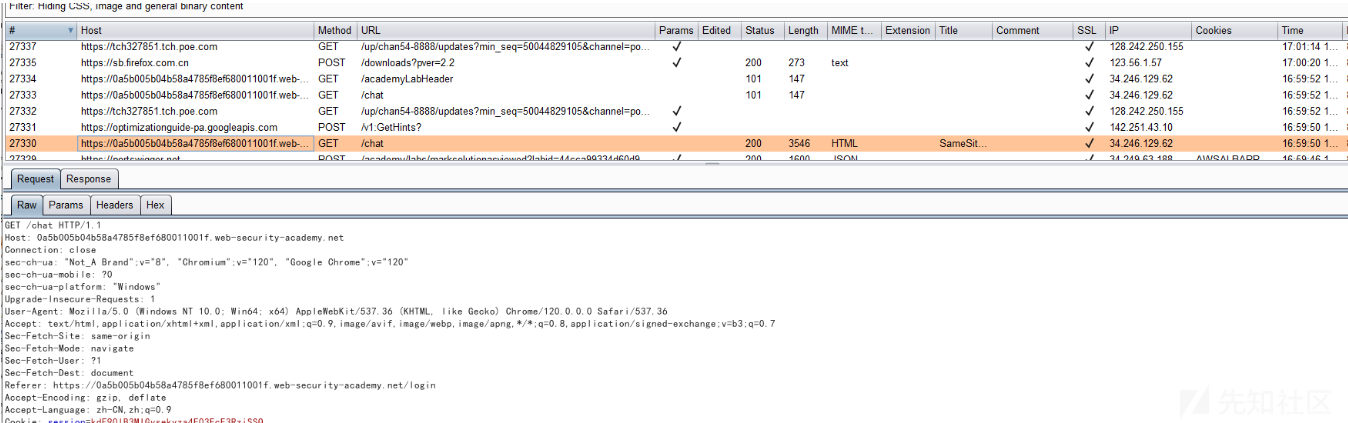 Filter: Hiding CSS, image and general binary content
# Host Method URL Params Edited Status Length MIME t... Extension Title Comment SSL IP Cookies Time
27337 https://tch327851.tch.poe.com GET /up/chan54-8888/updates?min_seq=50044829105&channel=po... ✓ ✓ 128.242.250.155 17:01:14 1...
27335 https://sb.firefox.com.cn POST /downloads?pver=2.2 ✓ 200 273 text ✓ 123.56.1.57 17:00:20 1...
27334 https://0a5b005b04b58a4785f8ef680011001f.web-... GET /academyLabHeader 101 147 ✓ 34.246.129.62 16:59:52 1...
27333 https://0a5b005b04b58a4785f8ef680011001f.web-... GET /chat 101 147 ✓ 34.246.129.62 16:59:52 1...
27332 https://tch327851.tch.poe.com GET /up/chan54-8888/updates?min_seq=50044829105&channel=po... ✓ ✓ 128.242.250.155 16:59:52 1...
27331 https://optimizationguide-pa.googleapis.com POST /v1:GetHints? ✓ ✓ 142.251.43.10 16:59:50 1...
27330 https://0a5b005b04b58a4785f8ef680011001f.web-... GET /chat 200 3546 HTML SameSit... ✓ 34.246.129.62 16:59:50 1...
27329 https://portswigger.net POST 200 1600 JSON ✓ 34.249.63.188 AWSALBAPP... 16:59:46 1...
Request Response
Raw Params Headers Hex
GET /chat HTTP/1.1
Host: 0a5b005b04b58a4785f8ef680011001f.web-security-academy.net
Connection: close
sec-ch-ua: "Not_A Brand";v="8", "Chromium";v="120", "Google Chrome";v="120"
sec-ch-ua-mobile: ?0
sec-ch-ua-platform: "Windows"
Upgrade-Insecure-Requests: 1
User-Agent: Mozilla/5.0 (Windows NT 10.0; Win64; x64) AppleWebKit/537.36 (KHTML, like Gecko) Chrome/120.0.0.0 Safari/537.36
Accept: text/html,application/xhtml+xml,application/xml;q=0.9,image/avif,image/webp,image/apng,*/*;q=0.8,application/signed-exchange;v=b3;q=0.7
Sec-Fetch-Site: same-origin
Sec-Fetch-Mode: navigate
Sec-Fetch-User: ?1
Sec-Fetch-Dest: document
Referer: https://0a5b005b04b58a4785f8ef680011001f.web-security-academy.net/login
Accept-Encoding: gzip, deflate
Accept-Language: zh-CN,zh;q=0.9
Cookie:
先知社区